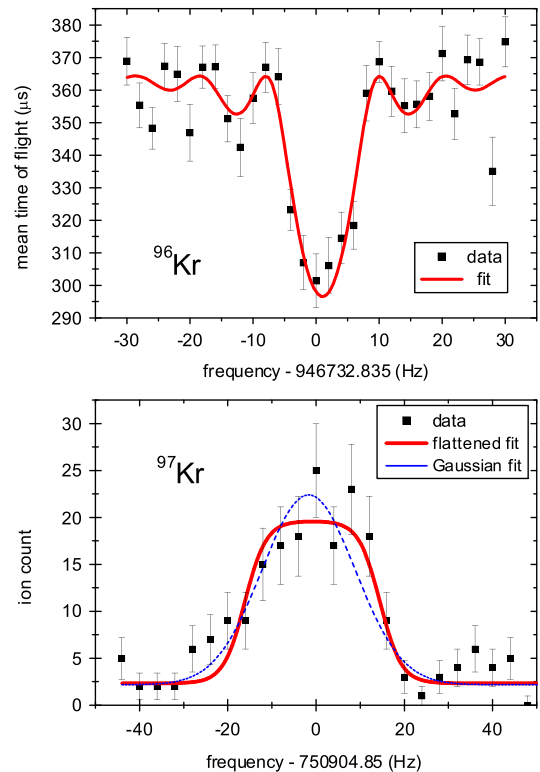 380
370
360
350
340
330
320
310
300
290
mean time of flight (μs)
⁹⁶Kr
data
fit
-30 -20 -10 0 10 20 30
frequency - 946732.835 (Hz)
30
25
20
15
10
5
0
ion count
⁹⁷Kr
data
flattened fit
Gaussian fit
-40 -20 0 20 40
frequency - 750904.85 (Hz)